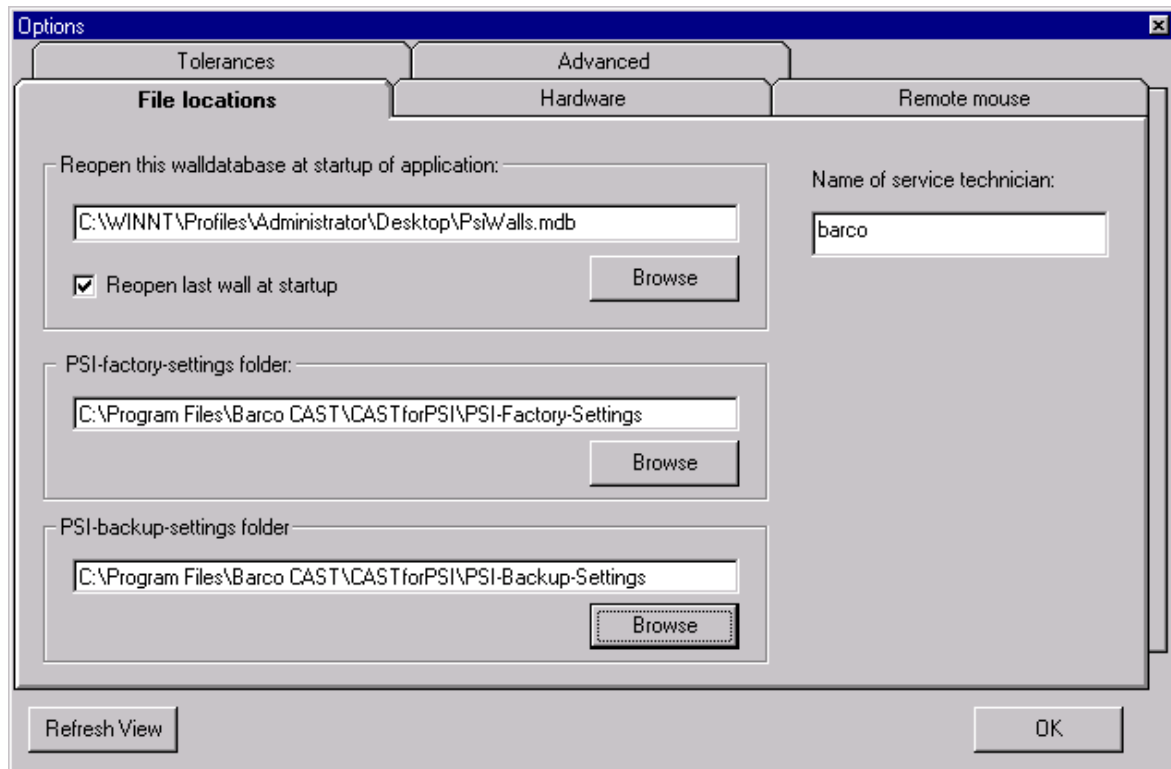 Options
Tolerances
Advanced
File locations
Hardware
Remote mouse
Reopen this walldatabase at startup of application:
C:\WINNT\Profiles\Administrator\Desktop\PsiWalls.mdb
Reopen last wall at startup
Browse
Name of service technician:
barco
PSI-factory-settings folder:
C:\Program Files\Barco CAST\CASTforPSI\PSI-Factory-Settings
Browse
PSI-backup-settings folder
C:\Program Files\Barco CAST\CASTforPSI\PSI-Backup-Settings
Browse
Refresh View
OK